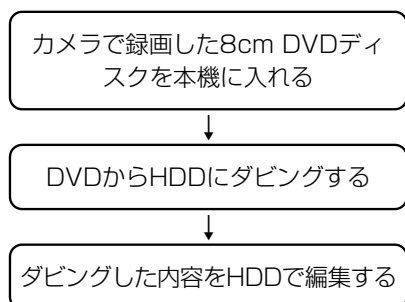 カメラで録画した8cm DVDディ
スクを本機に入れる
DVDからHDDにダビングする
ダビングした内容をHDDで編集する